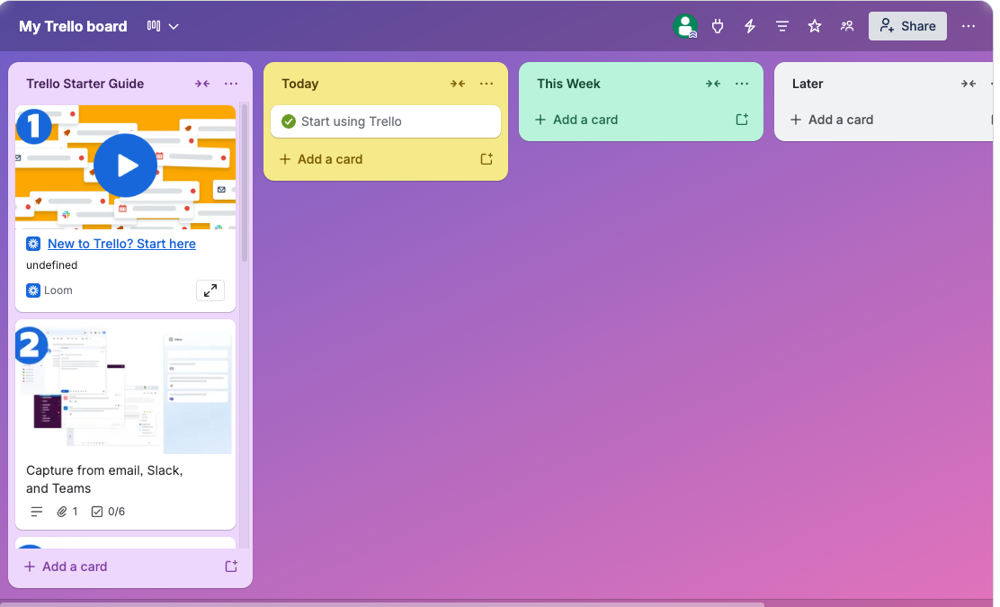 My Trello board
Share
Trello Starter Guide
1
New to Trello? Start here
undefined
Loom
2
Capture from email, Slack,
and Teams
1
0/6
Add a card
Today
Start using Trello
Add a card
This Week
Add a card
Later
Add a card